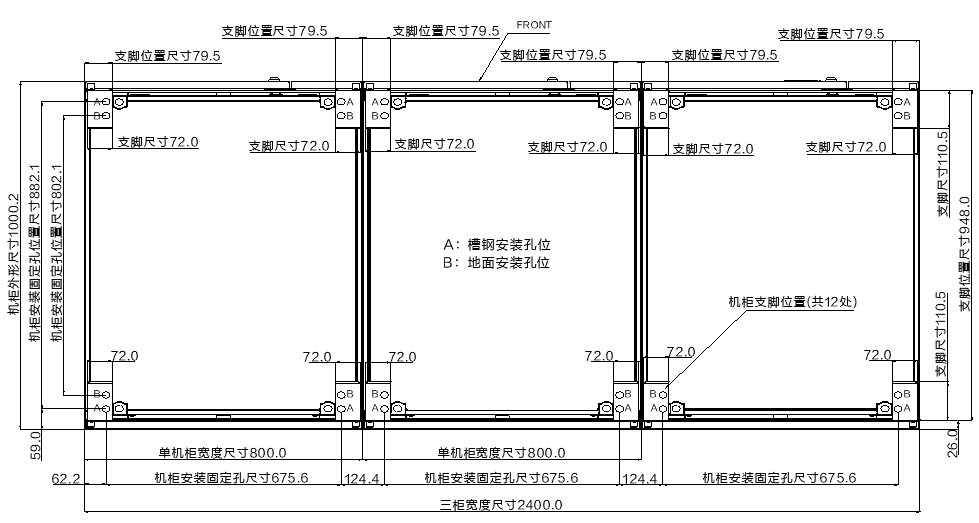 FRONT
支脚位置尺寸79.5
支脚位置尺寸79.5
支脚位置尺寸79.5
支脚位置尺寸79.5
支脚位置尺寸79.5
支脚位置尺寸79.5
A A A A A A
B B B B B B
支脚尺寸72.0
支脚尺寸72.0
支脚尺寸72.0
支脚尺寸72.0
支脚尺寸72.0
支脚尺寸72.0
机柜外形尺寸1000.2
机柜安装固定孔位置尺寸882.1
机柜安装固定孔位置尺寸802.1
支脚尺寸110.5
支脚位置尺寸948.0
支脚尺寸110.5
A：槽钢安装孔位
B：地面安装孔位
机柜支脚位置(共12处)
72.0
72.0
72.0
72.0
72.0
72.0
B B B B B B
A A A A A A
59.0
26.0
单机柜宽度尺寸800.0
单机柜宽度尺寸800.0
62.2
机柜安装固定孔尺寸675.6
124.4
机柜安装固定孔尺寸675.6
124.4
机柜安装固定孔尺寸675.6
三柜宽度尺寸2400.0